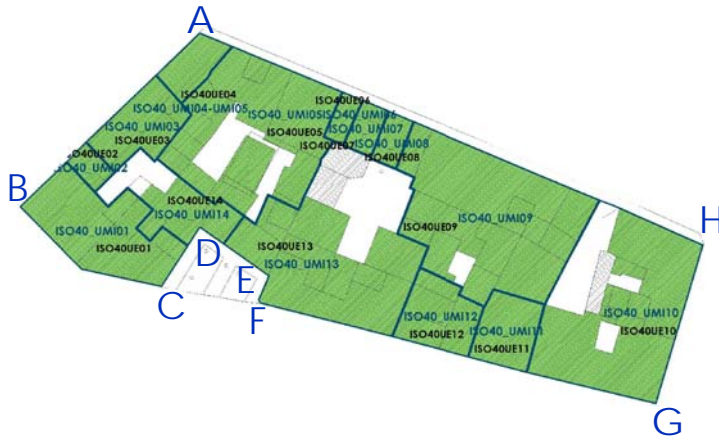 A
ISO40UE04
ISO40_UMI04-UMI05
ISO40UE06
ISO40_UMI05
ISO40_UMI06
ISO40_UMI03
ISO40UE05
ISO40_UMI07
ISO40UE03
ISO40UE07
ISO40_UMI08
ISO40UE02
ISO40UE08
ISO40_UMI02
B
ISO40UE14
ISO40_UMI14
ISO40_UMI09
H
ISO40_UMI01
ISO40UE09
ISO40UE01
ISO40UE13
D
ISO40_UMI13
E
C
F
ISO40_UMI12
ISO40_UMI10
ISO40UE12
ISO40_UMI11
ISO40UE10
ISO40UE11
G